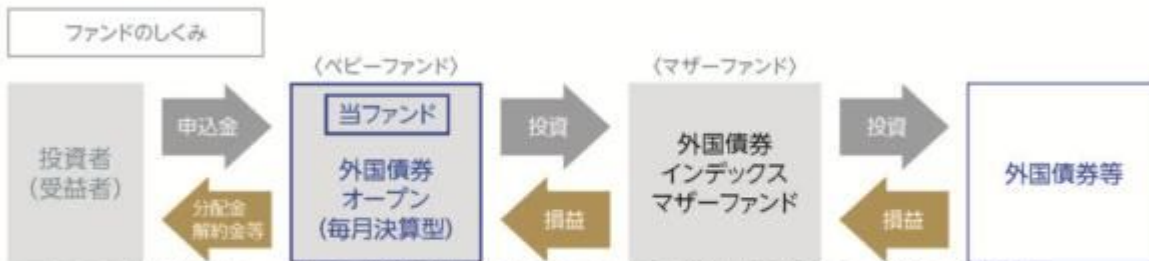 ファンドのしくみ
〈ベビーファンド〉
〈マザーファンド〉
投資者
(受益者)
申込金
分配金
解約金等
当ファンド
外国債券
オープン
(毎月決算型)
投資
損益
外国債券
インデックス
マザーファンド
投資
損益
外国債券等